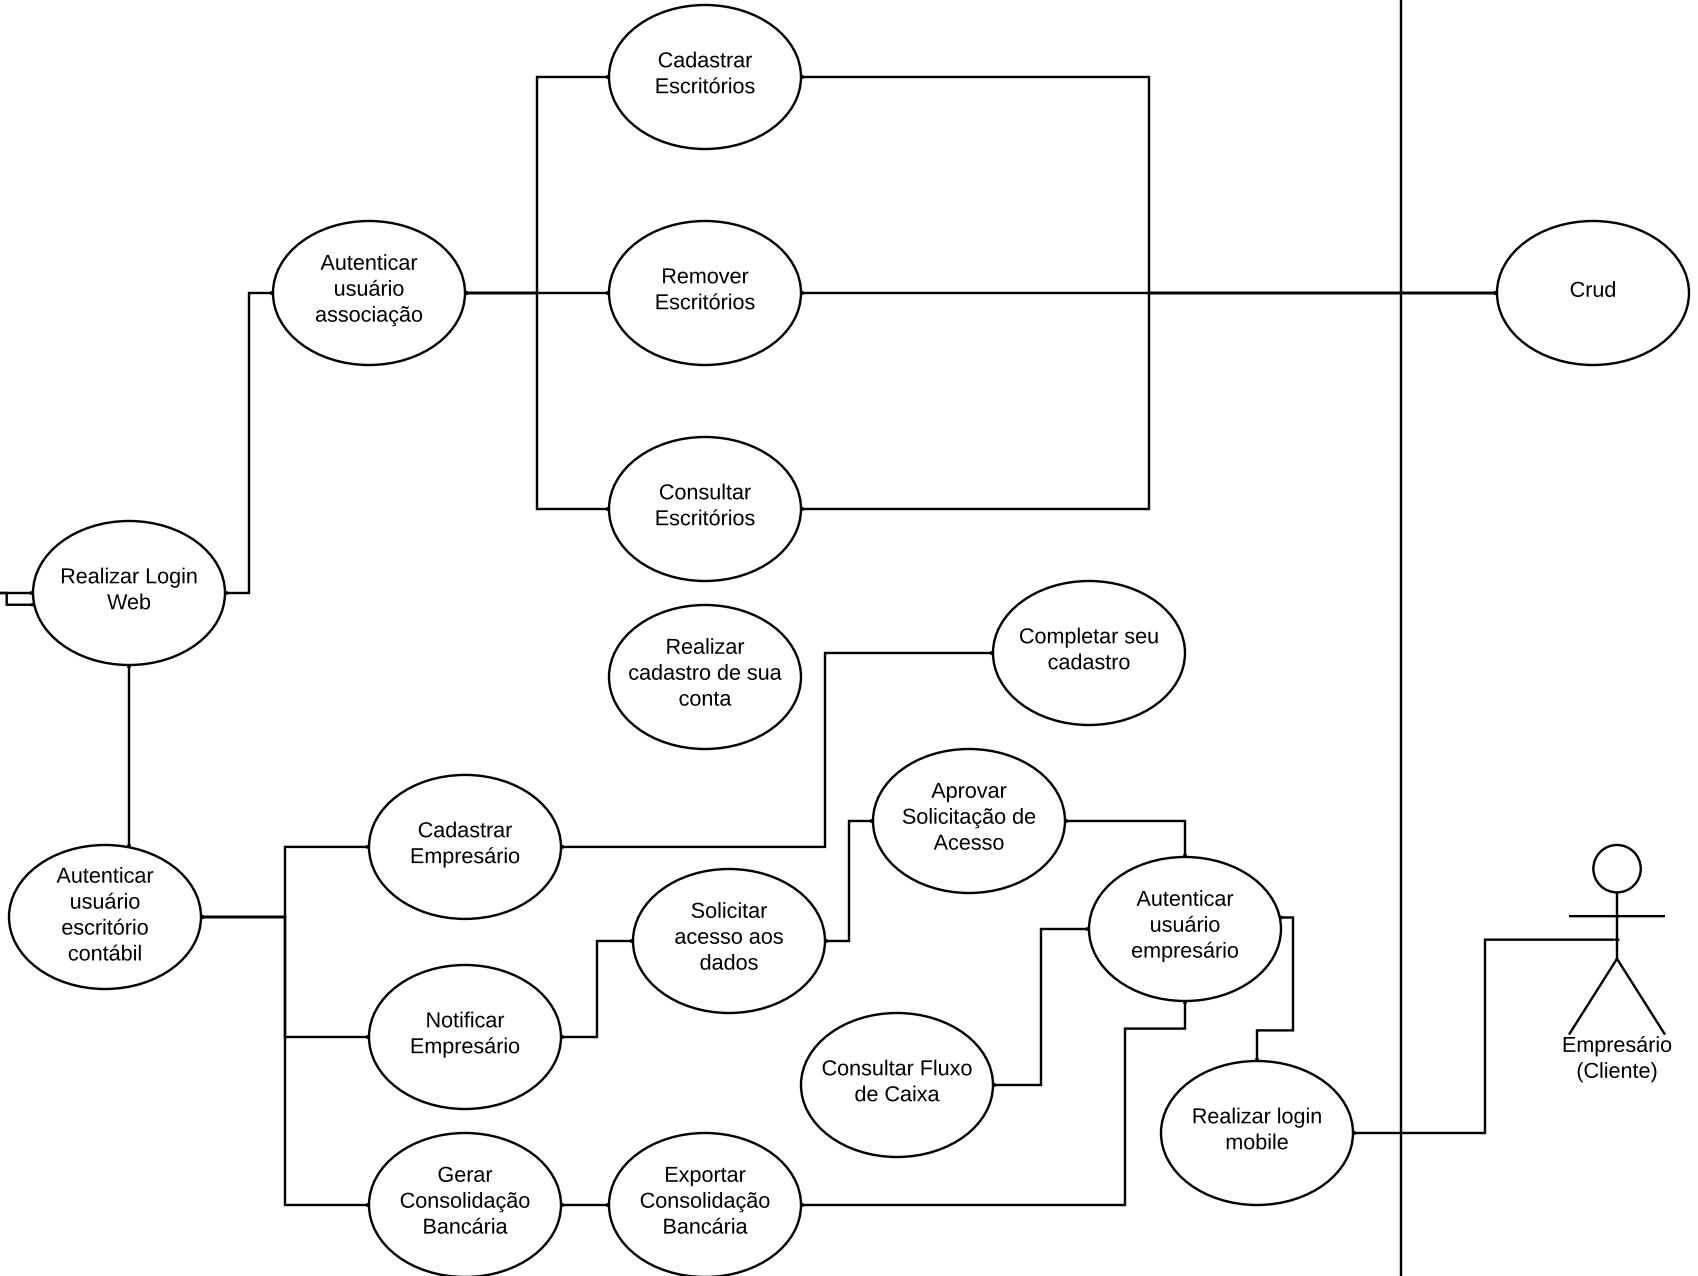 Cadastrar
Escritórios
Autenticar
usuário
associação
Remover
Escritórios
Crud
Consultar
Escritórios
Realizar Login
Web
Realizar
cadastro de sua
conta
Completar seu
cadastro
Autenticar
usuário
escritório
contábil
Cadastrar
Empresário
Aprovar
Solicitação de
Acesso
Solicitar
acesso aos
dados
Autenticar
usuário
empresário
Notificar
Empresário
Consultar Fluxo
de Caixa
Empresário
(Cliente)
Realizar login
mobile
Gerar
Consolidação
Bancária
Exportar
Consolidação
Bancária